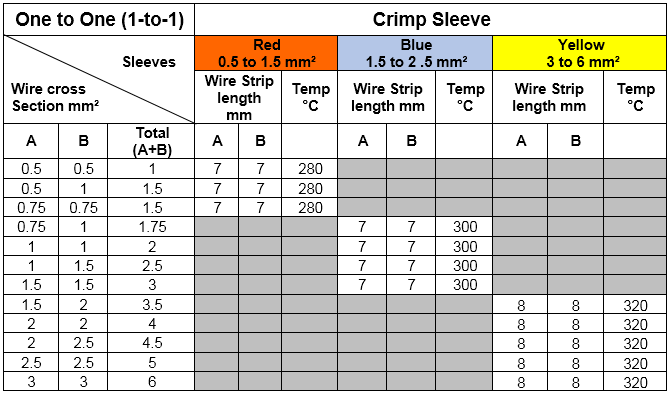 One to One (1-to-1) Crimp Sleeve
Sleeves Red Blue Yellow
0.5 to 1.5 mm² 1.5 to 2 .5 mm² 3 to 6 mm²
Wire cross
Section mm²
Wire Strip
length
mm
Temp
°C
Wire Strip
length mm
Temp
°C
Wire Strip
length mm
Temp
°C
A B Total
(A+B)
A B A B A B
0.5 0.5 1 7 7 280
0.5 1 1.5 7 7 280
0.75 0.75 1.5 7 7 280
0.75 1 1.75 7 7 300
1 1 2 7 7 300
1 1.5 2.5 7 7 300
1.5 1.5 3 7 7 300
1.5 2 3.5 8 8 320
2 2 4 8 8 320
2 2.5 4.5 8 8 320
2.5 2.5 5 8 8 320
3 3 6 8 8 320